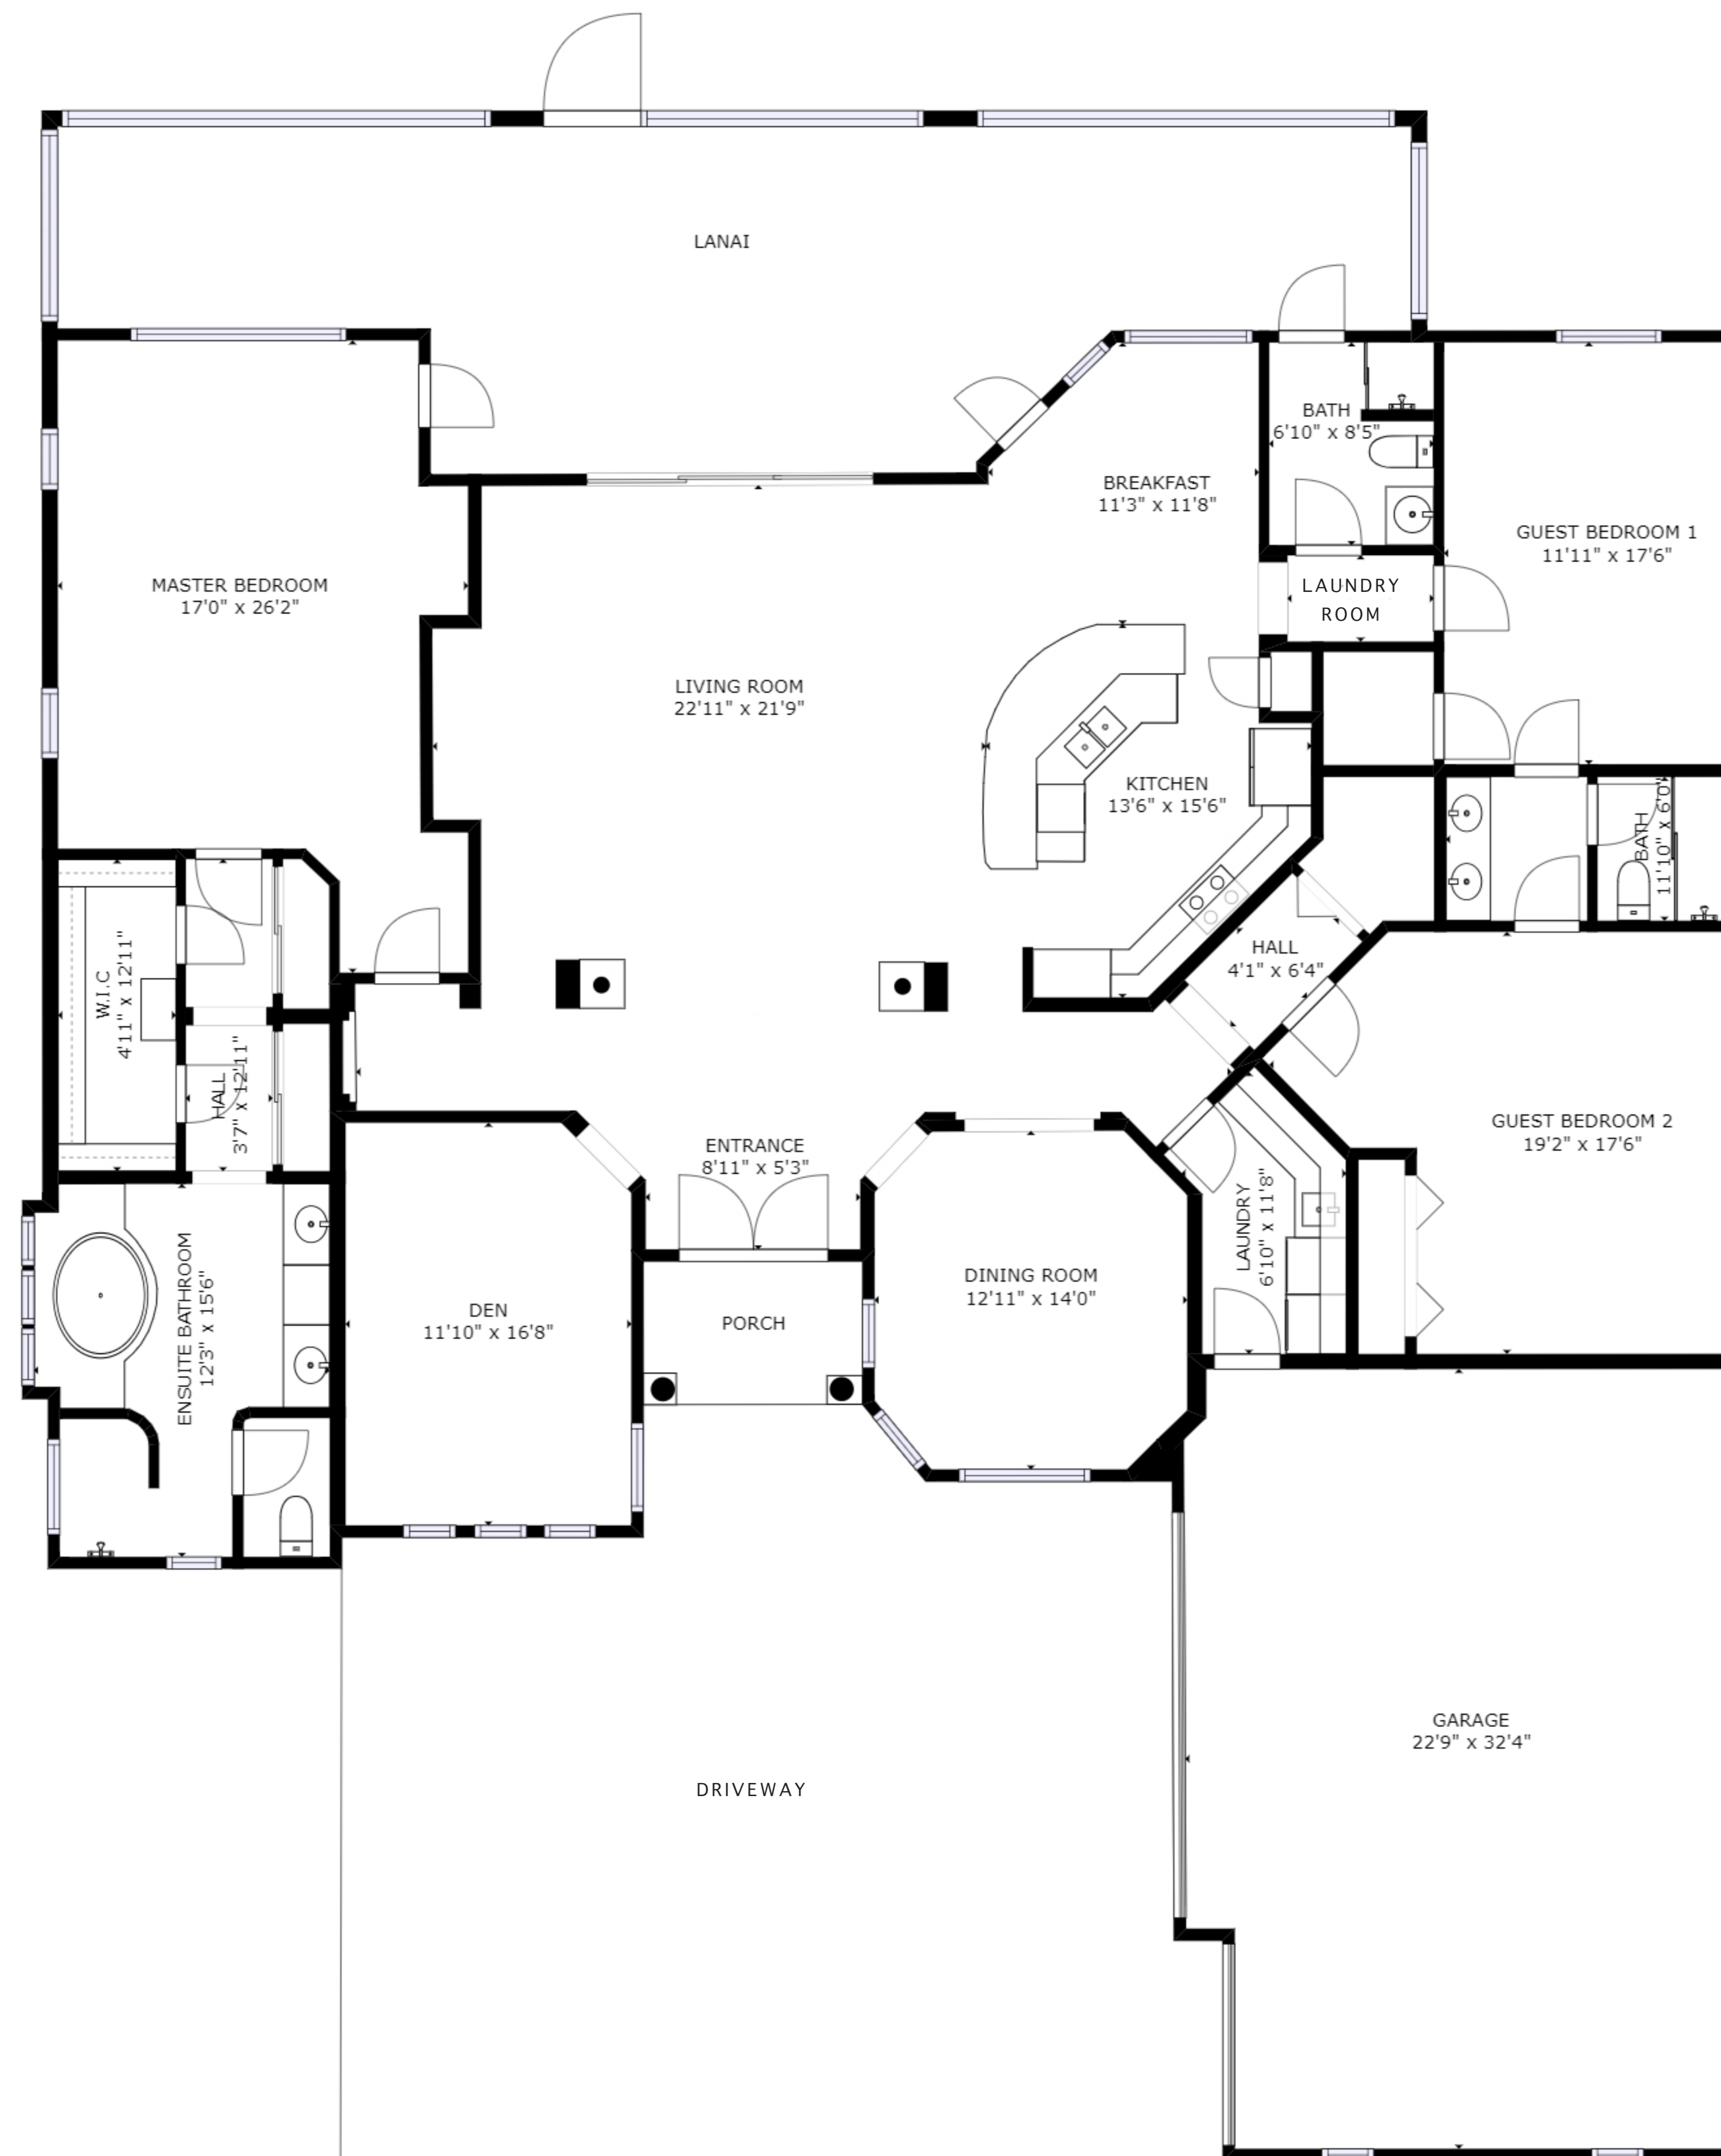 LANAI
BATH
6'10" x 8'5"
BREAKFAST
11'3" x 11'8"
GUEST BEDROOM 1
11'11" x 17'6"
MASTER BEDROOM
17'0" x 26'2"
LAUNDRY
ROOM
LIVING ROOM
22'11" x 21'9"
KITCHEN
13'6" x 15'6"
BATH
11'10" x 6'0"
HALL
4'1" x 6'4"
W.I.C
4'11" x 12'11"
HALL
3'7" x 12'11"
ENTRANCE
8'11" x 5'3"
GUEST BEDROOM 2
19'2" x 17'6"
LAUNDRY
6'10" x 11'8"
ENSUITE BATHROOM
12'3" x 15'6"
DEN
11'10" x 16'8"
PORCH
DINING ROOM
12'11" x 14'0"
GARAGE
22'9" x 32'4"
DRIVEWAY